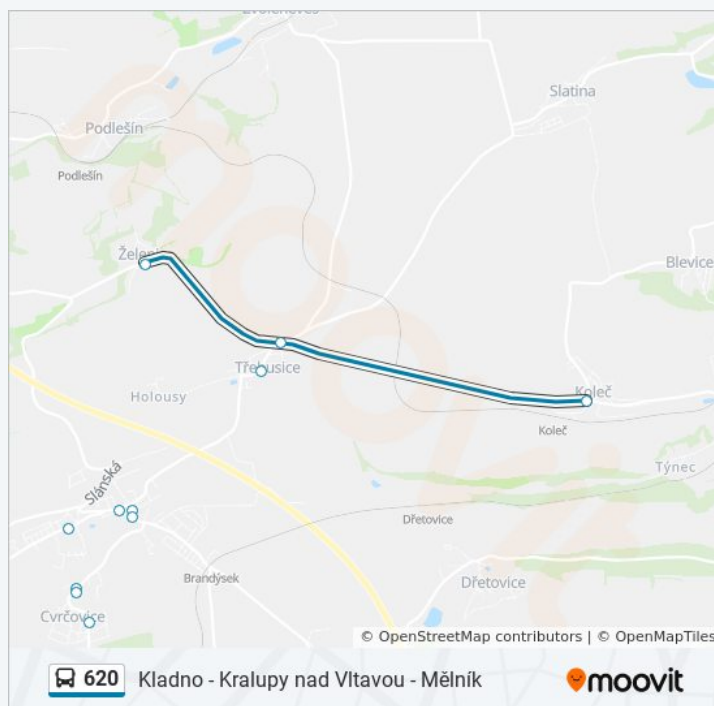 Zvoleněves
Slatina
Podlešín
Podlešín
Želenice
Blevice
Třebusice
Holousy
Koleč
Koleč
Týnec
Slánská
Dřetovice
Brandýsek
Dřetovice
Cvrčovice
© OpenStreetMap contributors | © OpenMapTiles
620 Kladno - Kralupy nad Vltavou - Mělník moovit